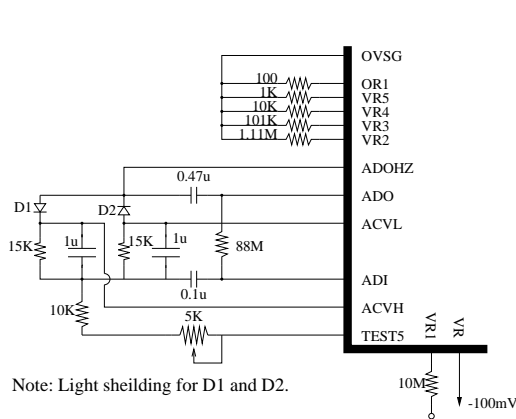 OVSG
100
OR1
1K
VR5
10K
VR4
101K
VR3
1.11M
VR2
ADOHZ
0.47u
ADO
D1
D2
ACVL
15K
1u
15K
1u
88M
ADI
0.1u
10K
ACVH
5K
TEST5
VR1
VR
10M
-100mV
Note: Light sheilding for D1 and D2.